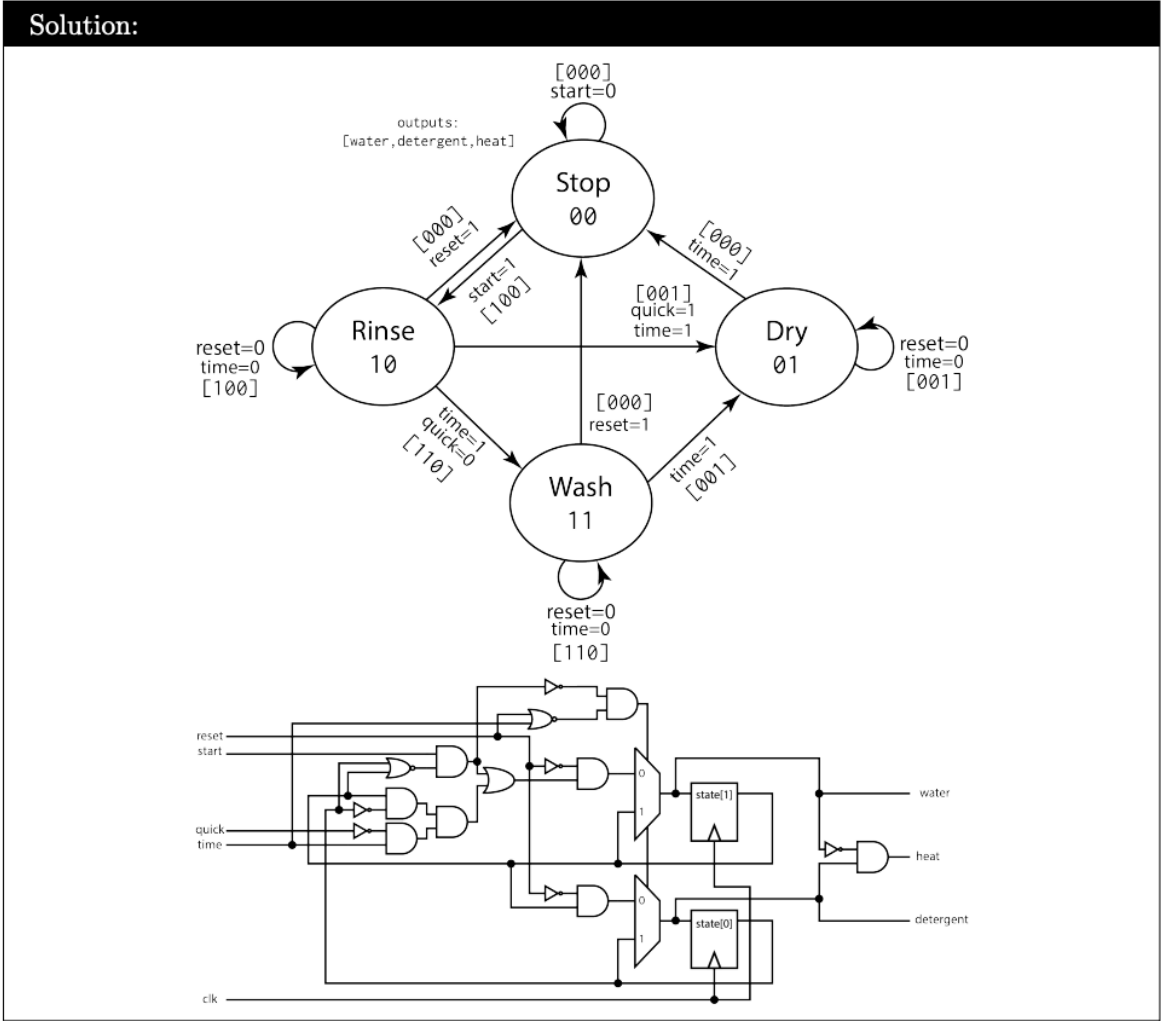 Solution:
[000]
start=0
outputs:
[water,detergent,heat]
Stop
00
[000]
reset=1
start=1
[100]
[000]
time=1
[001]
quick=1
time=1
Rinse
10
reset=0
time=0
[100]
Dry
01
reset=0
time=0
[001]
time=1
quick=0
[110]
[000]
reset=1
time=1
[001]
Wash
11
reset=0
time=0
[110]
reset
start
quick
time
0
1
state[1]
water
heat
0
1
state[0]
detergent
clk